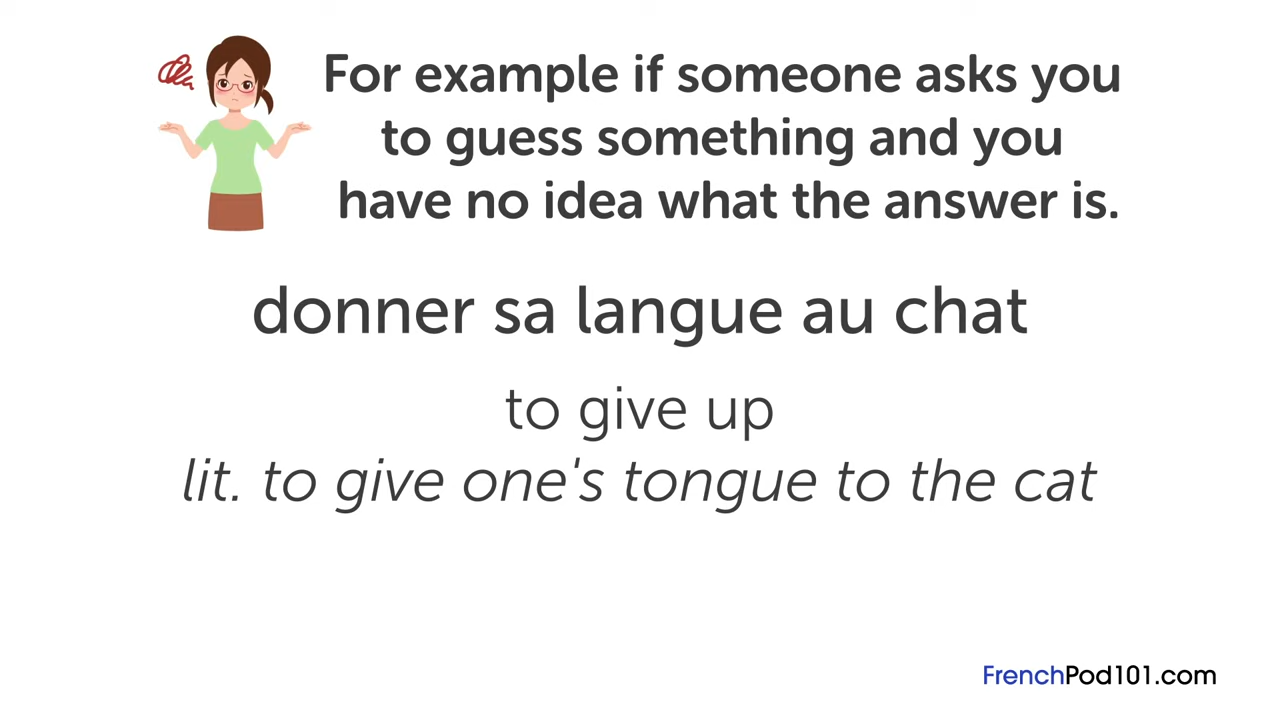 For example if someone asks you
to guess something and you
have no idea what the answer is.
donner sa langue au chat
to give up
lit. to give one's tongue to the cat
FrenchPod101.com